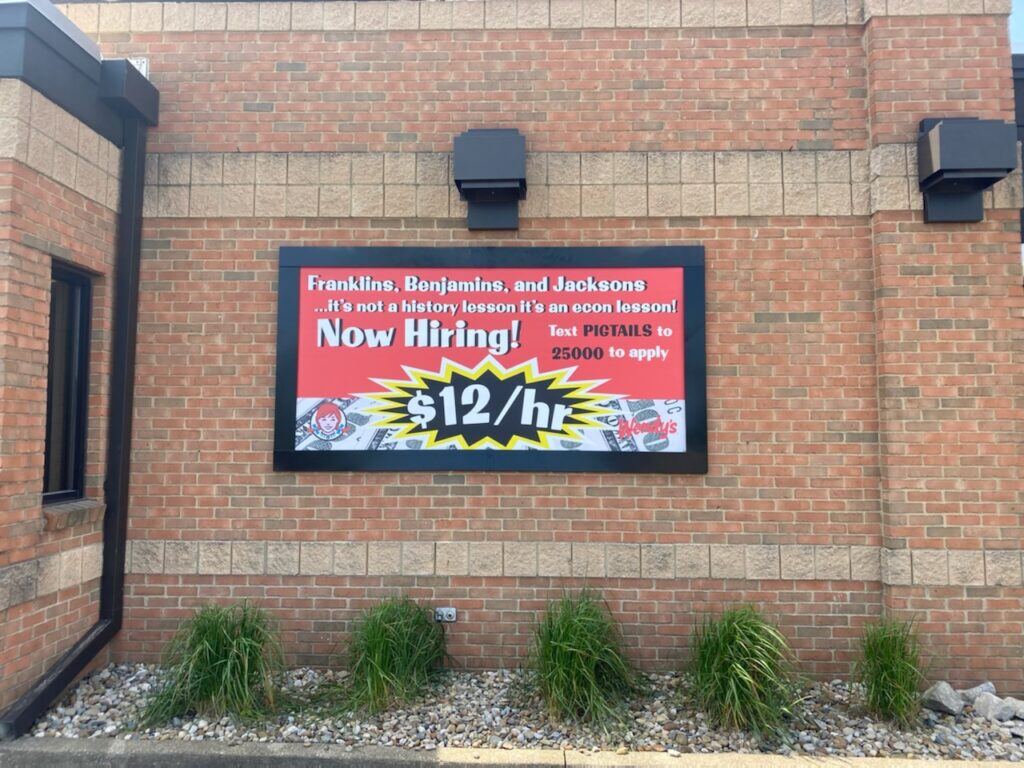 Franklins, Benjamins, and Jacksons
...it's not a history lesson it's an econ lesson!
Now Hiring!
Text PIGTAILS to
25000 to apply
$12/hr
Wendy's